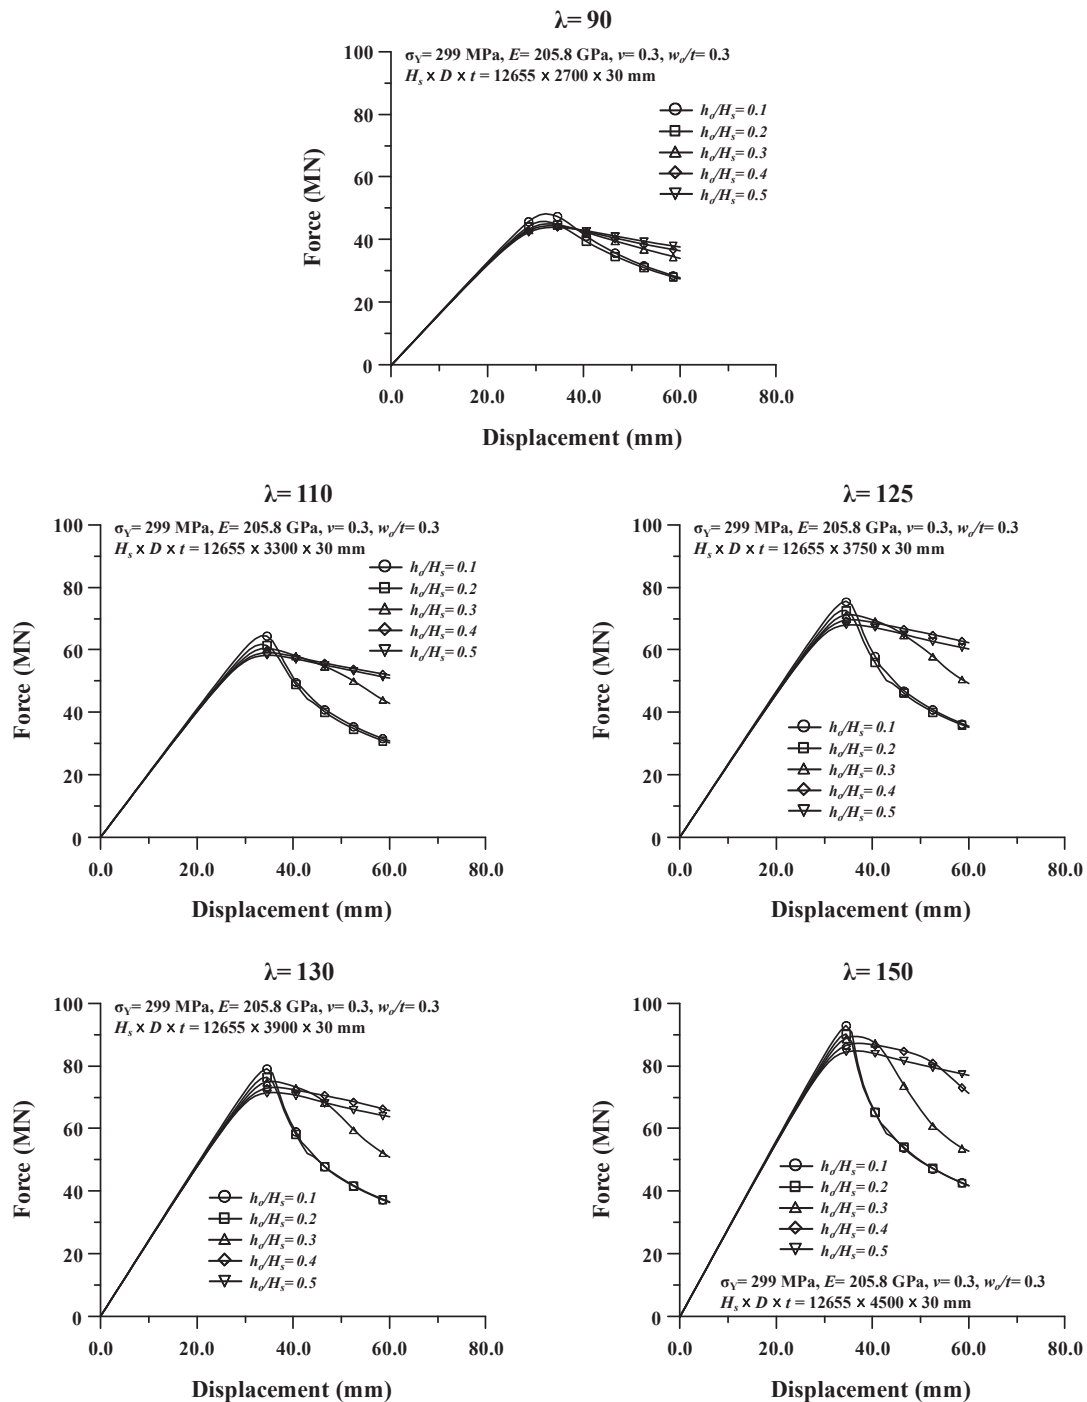 λ= 90
σY= 299 MPa, E= 205.8 GPa, ν= 0.3, wo/t= 0.3
Hs x D x t = 12655 x 2700 x 30 mm
ho/Hs= 0.1
ho/Hs= 0.2
ho/Hs= 0.3
ho/Hs= 0.4
ho/Hs= 0.5
Force (MN)
100
80
60
40
20
0
0.0 20.0 40.0 60.0 80.0
Displacement (mm)
λ= 110
σY= 299 MPa, E= 205.8 GPa, ν= 0.3, wo/t= 0.3
Hs x D x t = 12655 x 3300 x 30 mm
ho/Hs= 0.1
ho/Hs= 0.2
ho/Hs= 0.3
ho/Hs= 0.4
ho/Hs= 0.5
Force (MN)
100
80
60
40
20
0
0.0 20.0 40.0 60.0 80.0
Displacement (mm)
λ= 125
σY= 299 MPa, E= 205.8 GPa, ν= 0.3, wo/t= 0.3
Hs x D x t = 12655 x 3750 x 30 mm
ho/Hs= 0.1
ho/Hs= 0.2
ho/Hs= 0.3
ho/Hs= 0.4
ho/Hs= 0.5
Force (MN)
100
80
60
40
20
0
0.0 20.0 40.0 60.0 80.0
Displacement (mm)
λ= 130
σY= 299 MPa, E= 205.8 GPa, ν= 0.3, wo/t= 0.3
Hs x D x t = 12655 x 3900 x 30 mm
ho/Hs= 0.1
ho/Hs= 0.2
ho/Hs= 0.3
ho/Hs= 0.4
ho/Hs= 0.5
Force (MN)
100
80
60
40
20
0
0.0 20.0 40.0 60.0 80.0
Displacement (mm)
λ= 150
ho/Hs= 0.1
ho/Hs= 0.2
ho/Hs= 0.3
ho/Hs= 0.4
ho/Hs= 0.5
σY= 299 MPa, E= 205.8 GPa, ν= 0.3, wo/t= 0.3
Hs x D x t = 12655 x 4500 x 30 mm
Force (MN)
100
80
60
40
20
0
0.0 20.0 40.0 60.0 80.0
Displacement (mm)